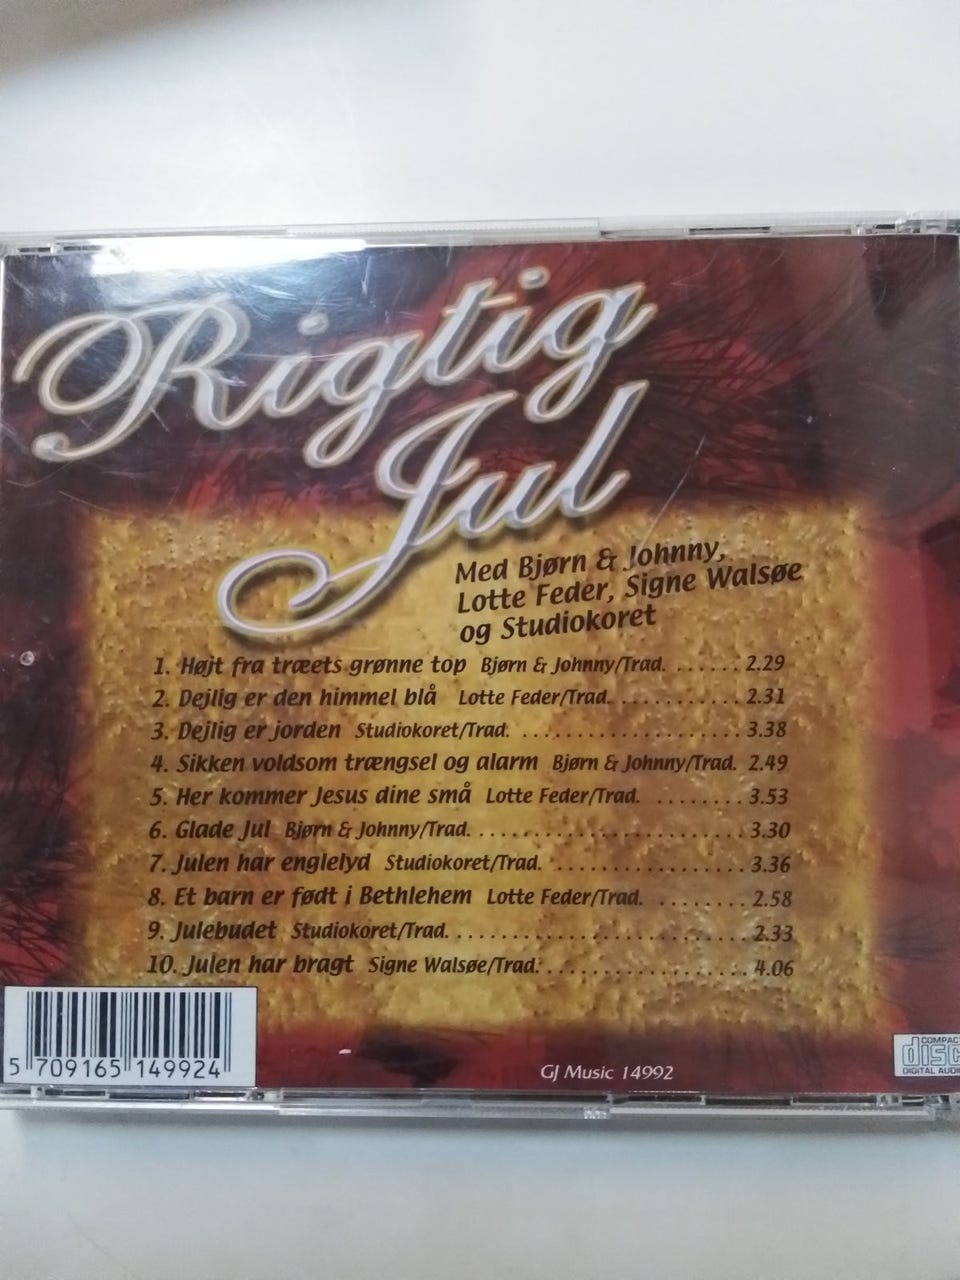 Rigtig
Jul
Med Bjørn & Johnny,
Lotte Feder, Signe Walsøe
og Studiokoret
1. Højt fra træets grønne top Bjørn & Johnny/Trad. . . . . . . 2.29
2. Dejlig er den himmel blå Lotte Feder/Trad. . . . . . . . . . . . 2.31
3. Dejlig er jorden Studiokoret/Trad. . . . . . . . . . . . . . . . . . . . 3.38
4. Sikken voldsom trængsel og alarm Bjørn & Johnny/Trad. 2.49
5. Her kommer Jesus dine små Lotte Feder/Trad. . . . . . . . . 3.53
6. Glade Jul Bjørn & Johnny/Trad. . . . . . . . . . . . . . . . . . . . . . . . 3.30
7. Julen har englelyd Studiokoret/Trad. . . . . . . . . . . . . . . . . 3.36
8. Et barn er født i Bethlehem Lotte Feder/Trad. . . . . . . . . 2.58
9. Julebudet Studiokoret/Trad. . . . . . . . . . . . . . . . . . . . . . . . . . 2.33
10. Julen har bragt Signe Walsøe/Trad. . . . . . . . . . . . . . . . . . 4.06
5 709165 149924
GJ Music 14992
COMPACT
disc
DIGITAL AUDIO